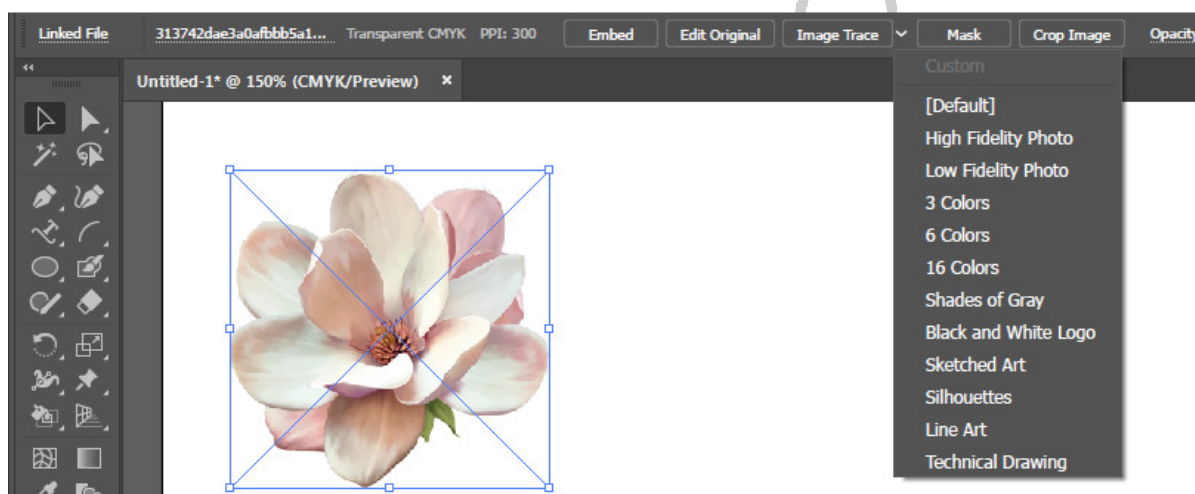 Linked File 313742dae3a0afbbb5a1... Transparent CMYK PPI: 300 Embed Edit Original Image Trace Mask Crop Image Opacity
Untitled-1* @ 150% (CMYK/Preview) ×
Custom
[Default]
High Fidelity Photo
Low Fidelity Photo
3 Colors
6 Colors
16 Colors
Shades of Gray
Black and White Logo
Sketched Art
Silhouettes
Line Art
Technical Drawing